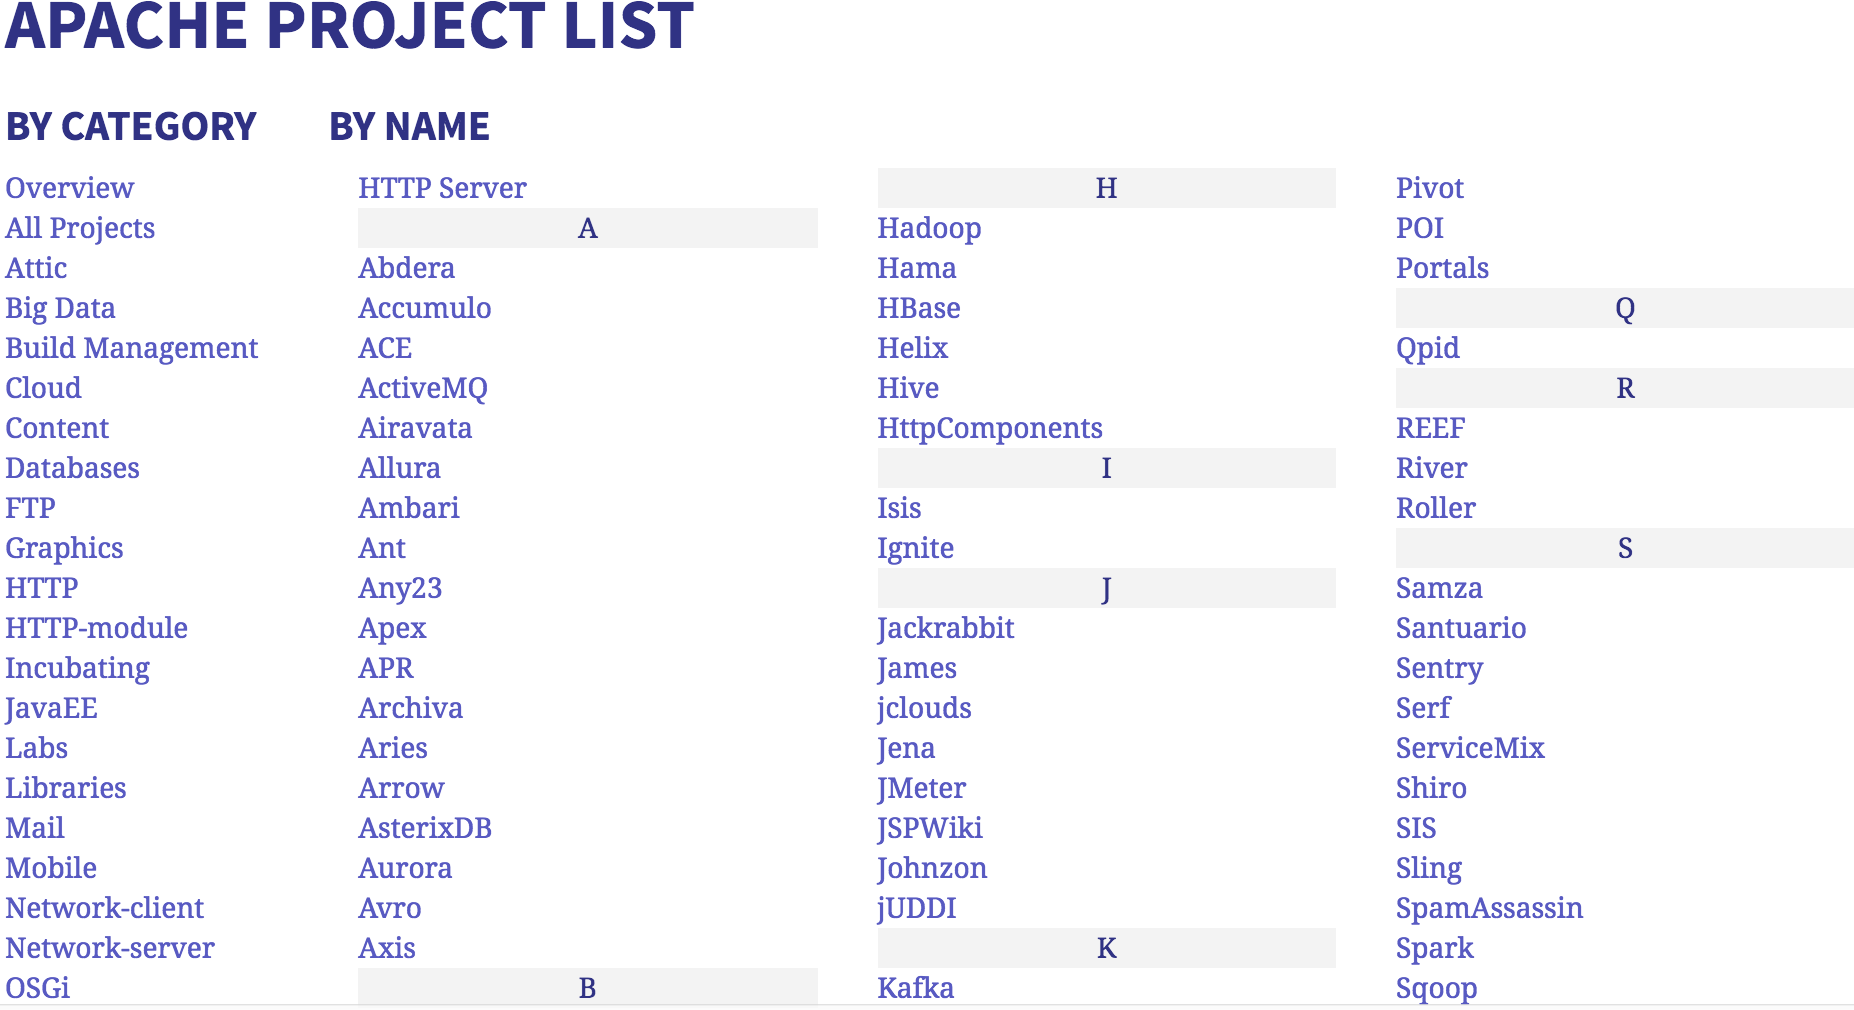 APACHE PROJECT LIST
BY CATEGORY
Overview
All Projects
Attic
Big Data
Build Management
Cloud
Content
Databases
FTP
Graphics
HTTP
HTTP-module
Incubating
JavaEE
Labs
Libraries
Mail
Mobile
Network-client
Network-server
OSGi
BY NAME
HTTP Server
A
Abdera
Accumulo
ACE
ActiveMQ
Airavata
Allura
Ambari
Ant
Any23
Apex
APR
Archiva
Aries
Arrow
AsterixDB
Aurora
Avro
Axis
B
H
Hadoop
Hama
HBase
Helix
Hive
HttpComponents
I
Isis
Ignite
J
Jackrabbit
James
jclouds
Jena
JMeter
JSPWiki
Johnzon
jUDDI
K
Kafka
Pivot
POI
Portals
Q
Qpid
R
REEF
River
Roller
S
Samza
Santuario
Sentry
Serf
ServiceMix
Shiro
SIS
Sling
SpamAssassin
Spark
Sqoop